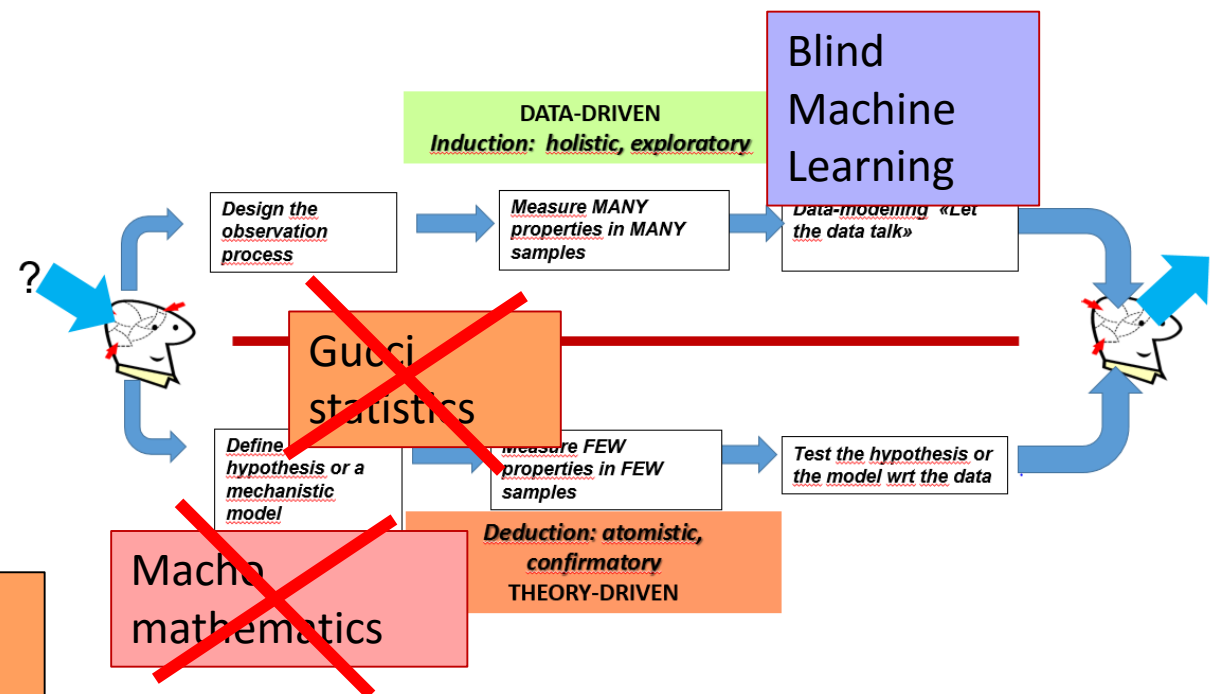 Blind
Machine
Learning
DATA-DRIVEN
Induction: holistic, exploratory
Design the
observation
process
Measure MANY
properties in MANY
samples
Data-modelling «Let
the data talk»
?
Gucci
statistics
Define
hypothesis or a
mechanistic
model
Measure FEW
properties in FEW
samples
Test the hypothesis or
the model wrt the data
Deduction: atomistic,
confirmatory
THEORY-DRIVEN
Macho
mathematics